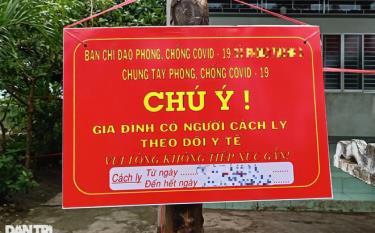 BAN CHỈ ĐẠO PHÒNG, CHỐNG COVID - 19
CHUNG TAY PHÒNG, CHỐNG COVID - 19
CHÚ Ý !
GIA ĐÌNH CÓ NGƯỜI CÁCH LY
THEO DÕI Y TẾ
VUI LÒNG KHÔNG TIẾP XÚC GẦN!
Cách ly Từ ngày
Đến hết ngày
DÂN TRÍ